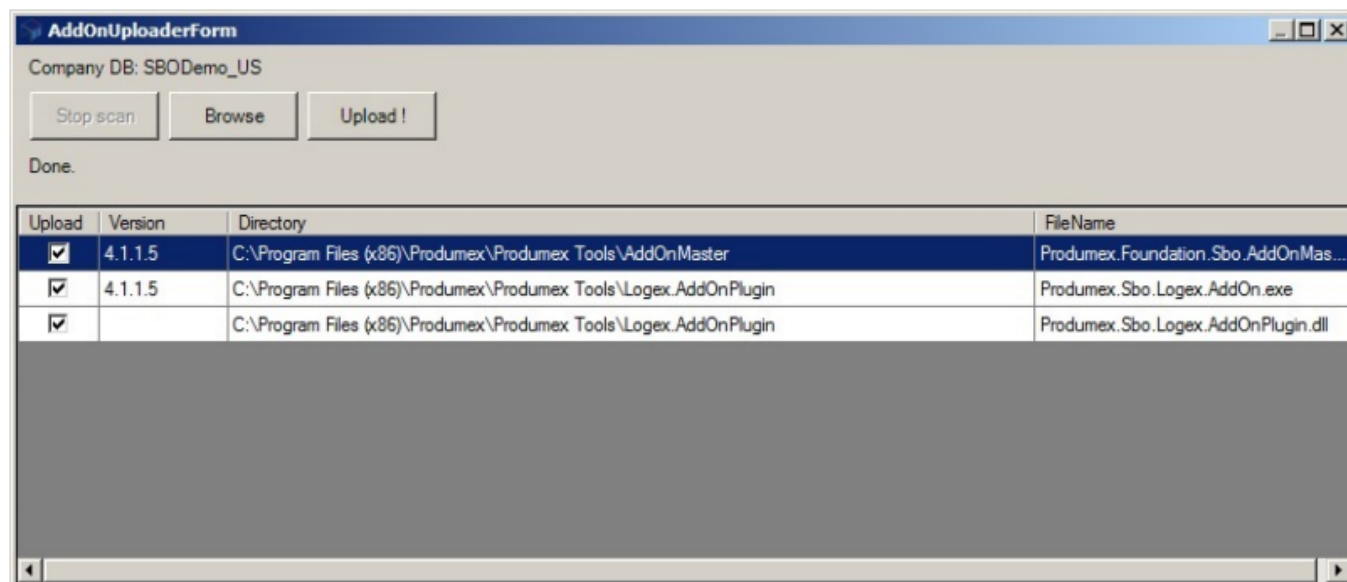 AddOnUploaderForm
Company DB: SBODemo_US
Stop scan Browse Upload !
Done.
Upload Version Directory FileName
4.1.1.5 C:\Program Files (x86)\Produmex\Produmex Tools\AddOnMaster Produmex.Foundation.Sbo.AddOnMas...
4.1.1.5 C:\Program Files (x86)\Produmex\Produmex Tools\Logex.AddOnPlugin Produmex.Sbo.Logex.AddOn.exe
C:\Program Files (x86)\Produmex\Produmex Tools\Logex.AddOnPlugin Produmex.Sbo.Logex.AddOnPlugin.dll